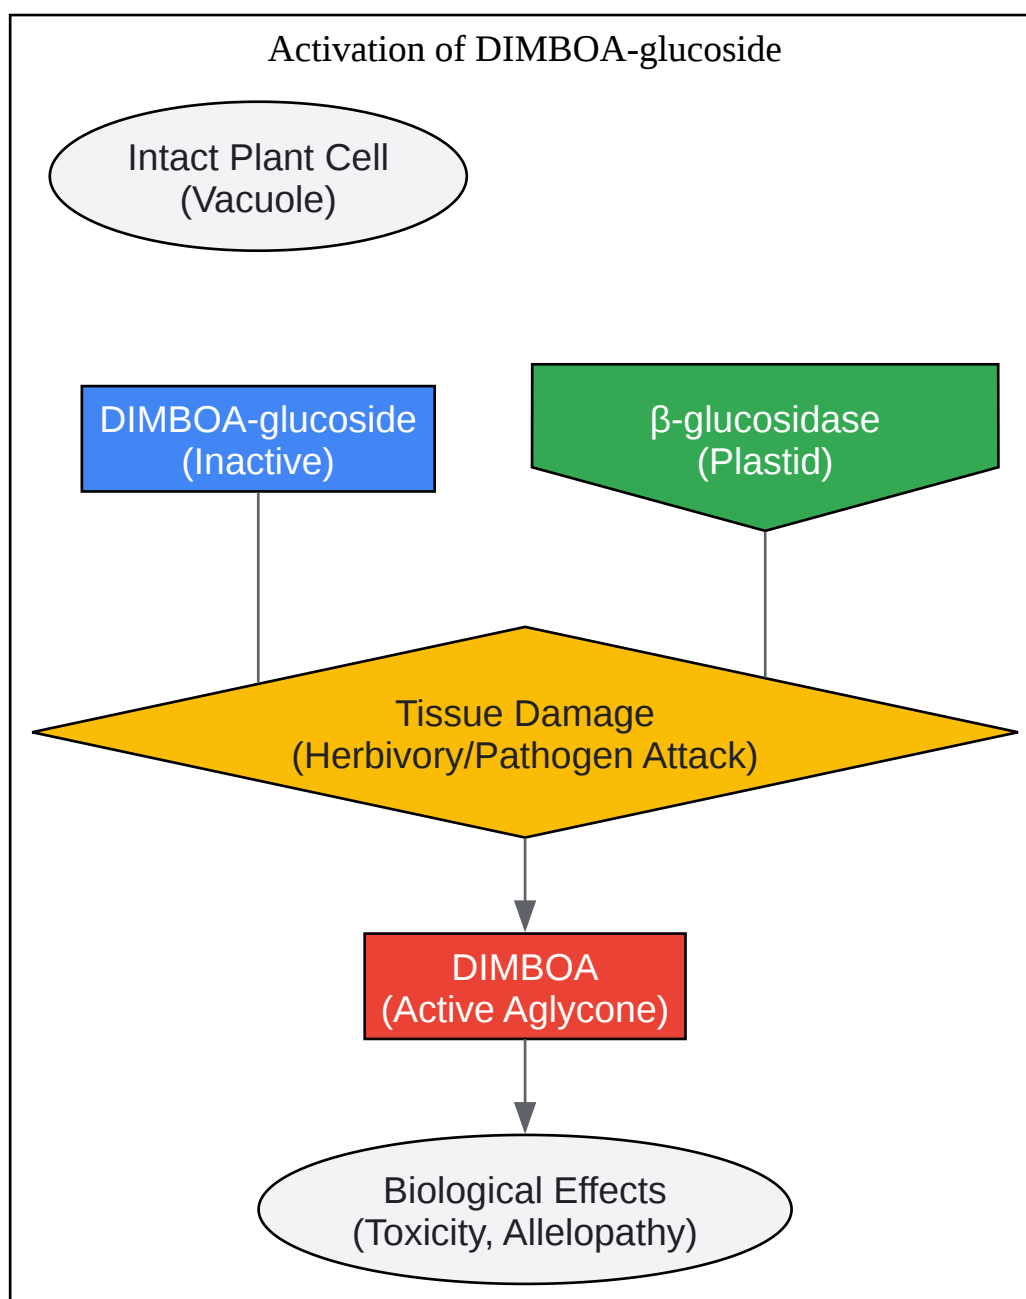 Activation of DIMBOA-glucoside
Intact Plant Cell
(Vacuole)
DIMBOA-glucoside
(Inactive)
β-glucosidase
(Plastid)
Tissue Damage
(Herbivory/Pathogen Attack)
DIMBOA
(Active Aglycone)
Biological Effects
(Toxicity, Allelopathy)